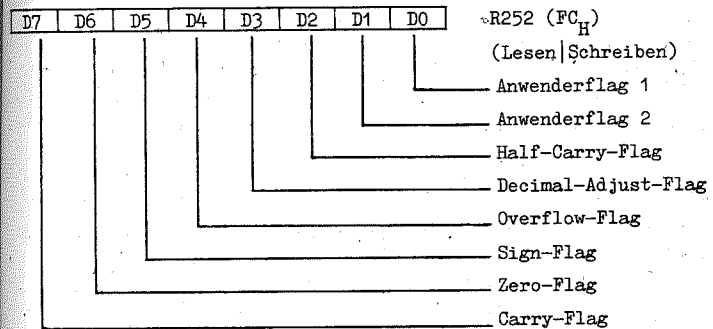 D7 D6 D5 D4 D3 D2 D1 D0 R252 (FC_H)
(Lesen|Schreiben)
Anwenderflag 1
Anwenderflag 2
Half-Carry-Flag
Decimal-Adjust-Flag
Overflow-Flag
Sign-Flag
Zero-Flag
Carry-Flag